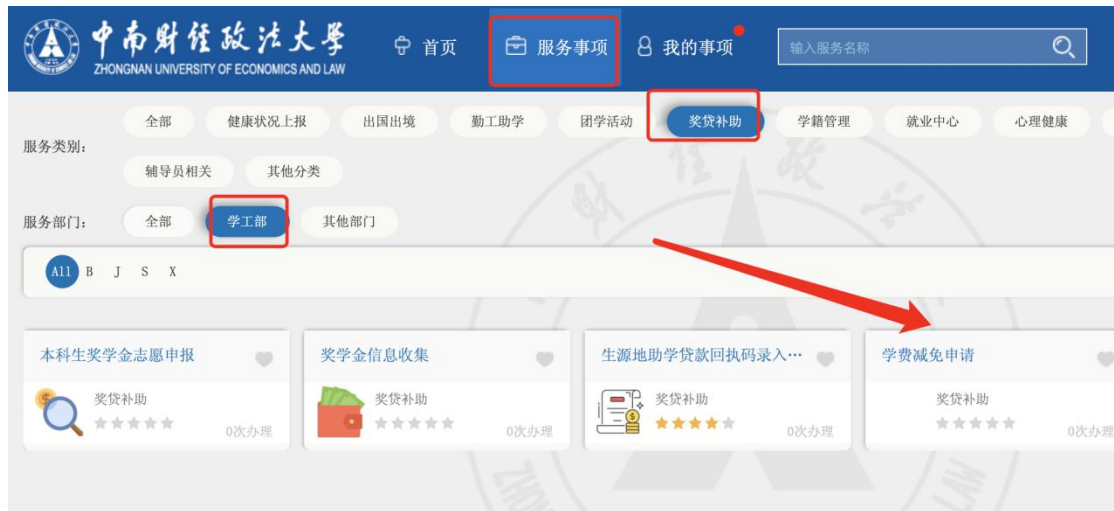 中南财经政法大学
ZHONGNAN UNIVERSITY OF ECONOMICS AND LAW
首页 服务事项 我的事项 输入服务名称
服务类别:
全部 健康状况上报 出国出境 勤工助学 团学活动 奖贷补助 学籍管理 就业中心 心理健康
辅导员相关 其他分类
服务部门: 全部 学工部 其他部门
All B J S X
本科生奖学金志愿申报 奖学金信息收集 生源地助学贷款回执码录入… 学费减免申请
奖贷补助 奖贷补助 奖贷补助 奖贷补助
0次办理 0次办理 0次办理 0次办理